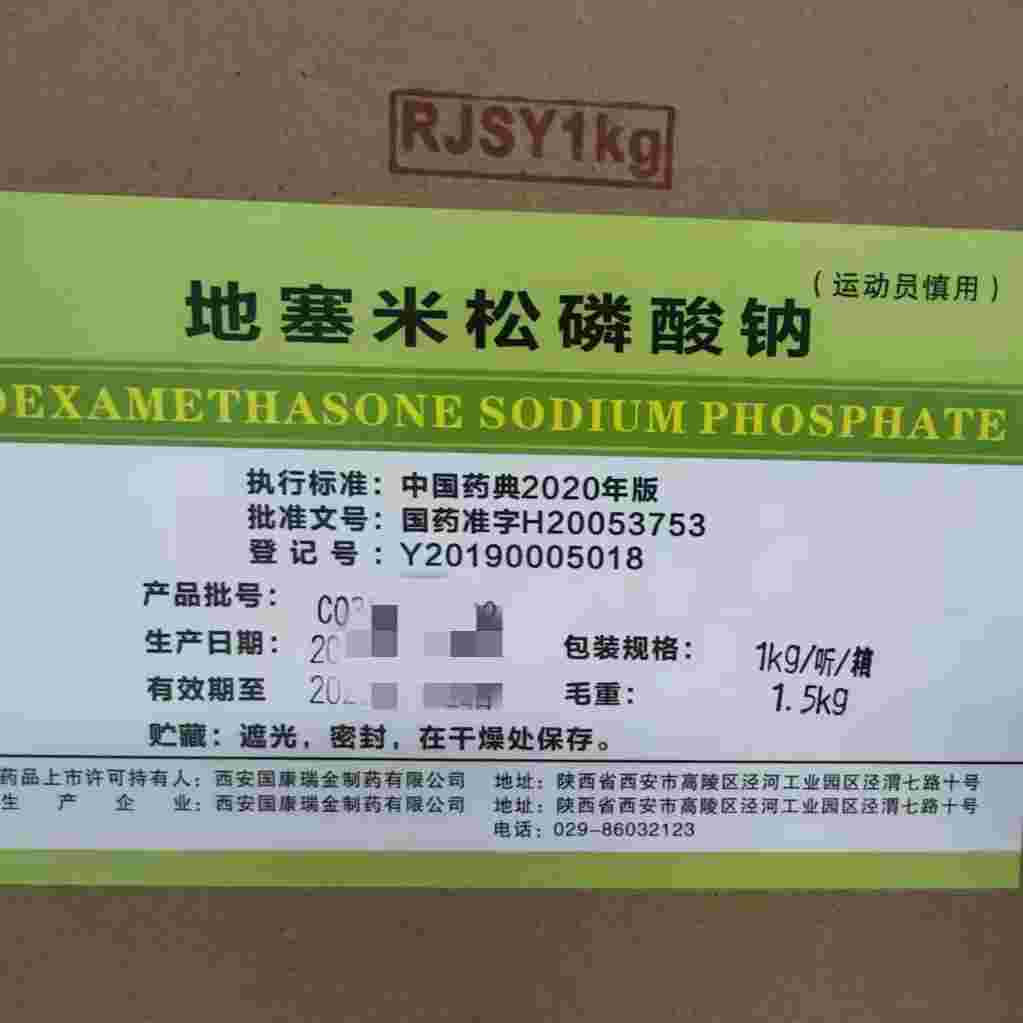 RJSY1kg
地塞米松磷酸钠
(运动员慎用)
DEXAMETHASONE SODIUM PHOSPHATE
执行标准：中国药典2020年版
批准文号：国药准字H20053753
登记号：Y20190005018
产品批号：
生产日期：
有效期至
包装规格：1kg/听/箱
毛重：1.5kg
贮藏：遮光，密封，在干燥处保存。
药品上市许可持有人：西安国康瑞金制药有限公司 地址：陕西省西安市高陵区泾河工业园区泾渭七路十号
生产企业：西安国康瑞金制药有限公司 地址：陕西省西安市高陵区泾河工业园区泾渭七路十号
电话：029-86032123